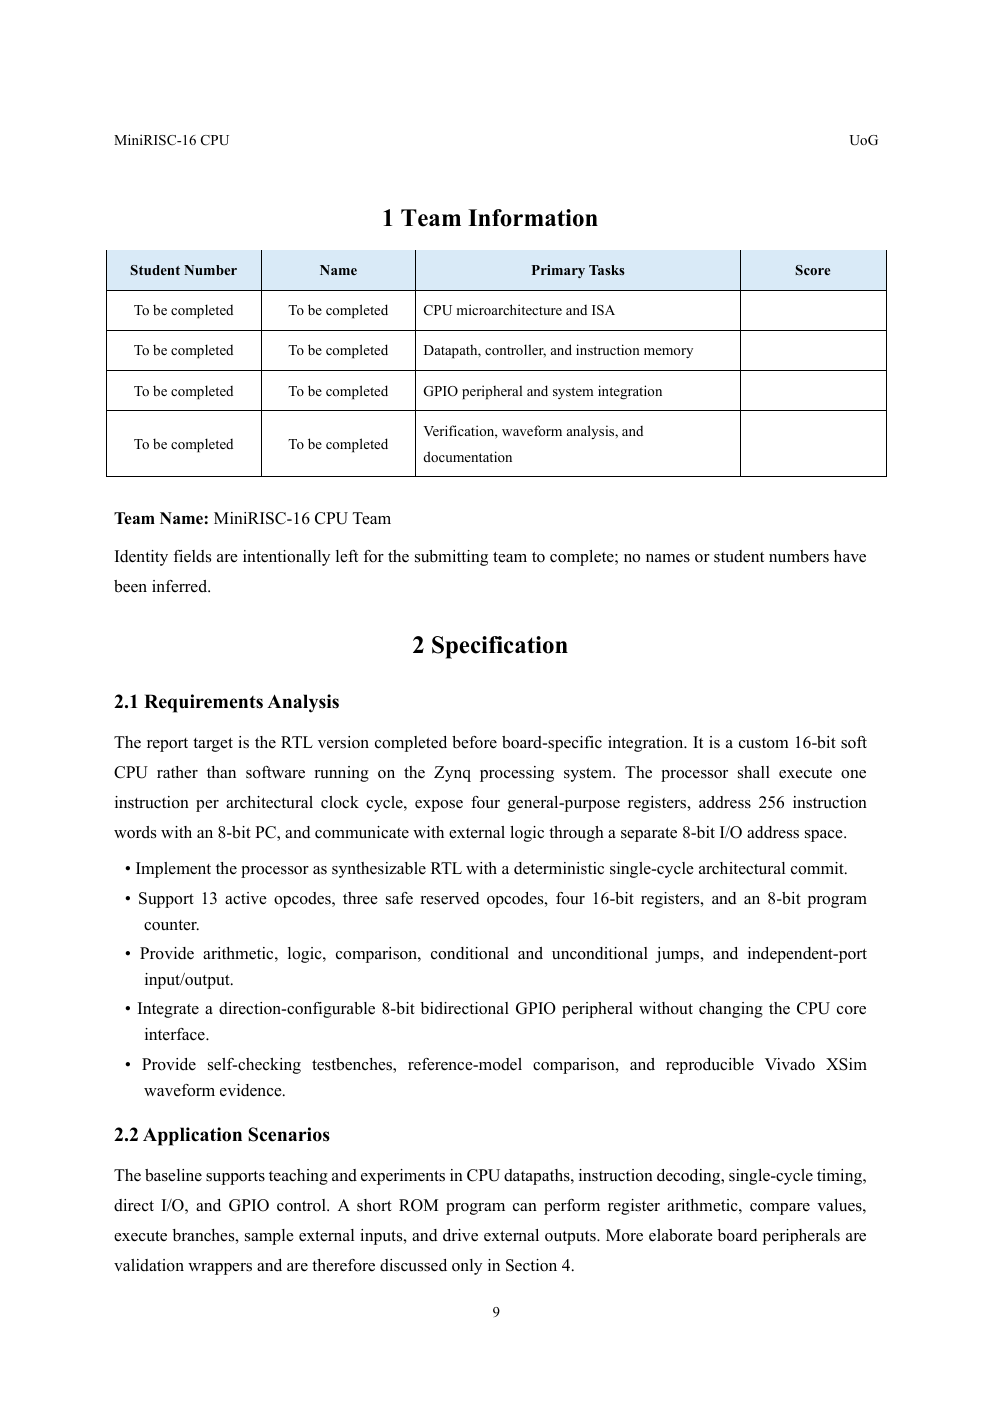 MiniRISC-16 CPU UoG
1 Team Information
Student Number Name Primary Tasks Score
To be completed To be completed CPU microarchitecture and ISA
To be completed To be completed Datapath, controller, and instruction memory
To be completed To be completed GPIO peripheral and system integration
To be completed To be completed Verification, waveform analysis, and
documentation
Team Name: MiniRISC-16 CPU Team
Identity fields are intentionally left for the submitting team to complete; no names or student numbers have
been inferred.
2 Specification
2.1 Requirements Analysis
The report target is the RTL version completed before board-specific integration. It is a custom 16-bit soft
CPU rather than software running on the Zynq processing system. The processor shall execute one
instruction per architectural clock cycle, expose four general-purpose registers, address 256 instruction
words with an 8-bit PC, and communicate with external logic through a separate 8-bit I/O address space.
• Implement the processor as synthesizable RTL with a deterministic single-cycle architectural commit.
• Support 13 active opcodes, three safe reserved opcodes, four 16-bit registers, and an 8-bit program
counter.
• Provide arithmetic, logic, comparison, conditional and unconditional jumps, and independent-port
input/output.
• Integrate a direction-configurable 8-bit bidirectional GPIO peripheral without changing the CPU core
interface.
• Provide self-checking testbenches, reference-model comparison, and reproducible Vivado XSim
waveform evidence.
2.2 Application Scenarios
The baseline supports teaching and experiments in CPU datapaths, instruction decoding, single-cycle timing,
direct I/O, and GPIO control. A short ROM program can perform register arithmetic, compare values,
execute branches, sample external inputs, and drive external outputs. More elaborate board peripherals are
validation wrappers and are therefore discussed only in Section 4.
9